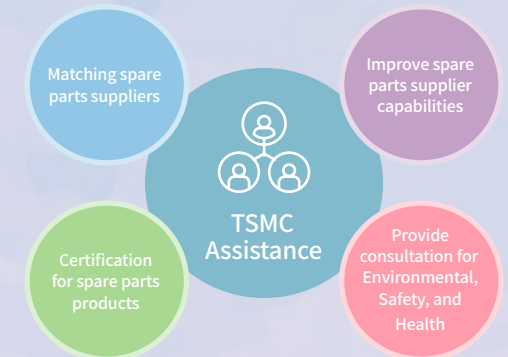 Matching spare
parts suppliers
Improve spare
parts supplier
capabilities
TSMC
Assistance
Certification
for spare parts
products
Provide
consultation for
Environmental,
Safety, and
Health